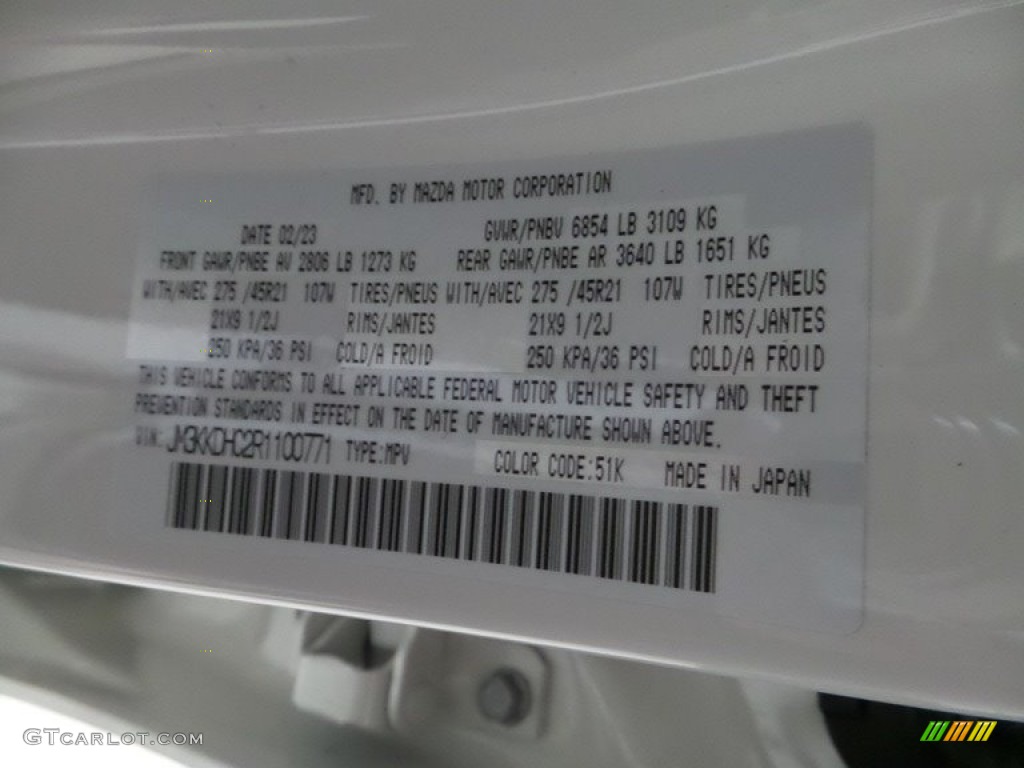 MFD. BY MAZDA MOTOR CORPORATION
DATE 02/23 GVWR/PNBV 6854 LB 3109 KG
FRONT GAWR/PNBE AV 2806 LB 1273 KG REAR GAWR/PNBE AR 3640 LB 1651 KG
WITH/AVEC 275 /45R21 107W TIRES/PNEUS WITH/AVEC 275 /45R21 107W TIRES/PNEUS
21X9 1/2J RIMS/JANTES 21X9 1/2J RIMS/JANTES
250 KPA/36 PSI COLD/A FROID 250 KPA/36 PSI COLD/A FROID
THIS VEHICLE CONFORMS TO ALL APPLICABLE FEDERAL MOTOR VEHICLE SAFETY AND THEFT
PREVENTION STANDARDS IN EFFECT ON THE DATE OF MANUFACTURE SHOWN ABOVE.
VIN: JM3KKDHC2R1100771 TYPE:MPV COLOR CODE:51K MADE IN JAPAN
GTCARLOT.COM